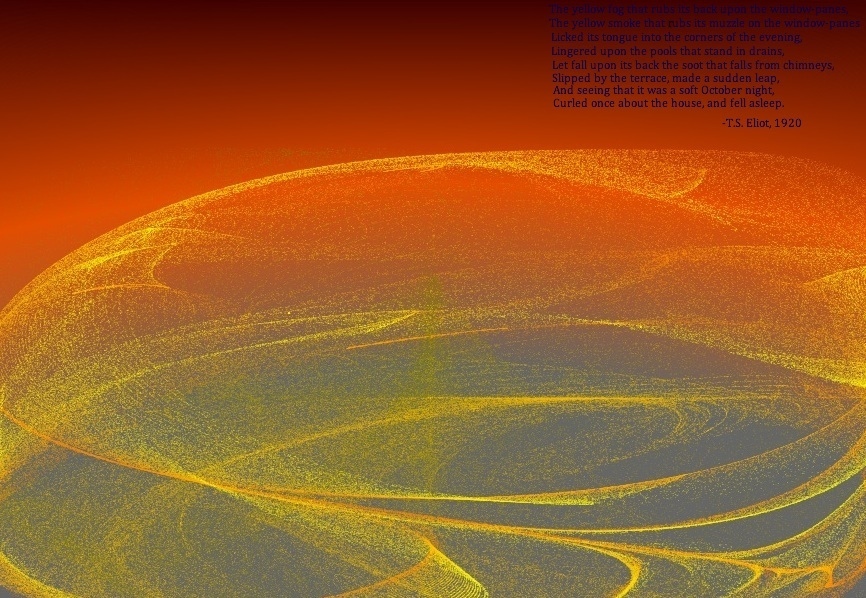 The yellow fog that rubs its back upon the window-panes,
The yellow smoke that rubs its muzzle on the window-panes
Licked its tongue into the corners of the evening,
Lingered upon the pools that stand in drains,
Let fall upon its back the soot that falls from chimneys,
Slipped by the terrace, made a sudden leap,
And seeing that it was a soft October night,
Curled once about the house, and fell asleep.
-T.S. Eliot, 1920